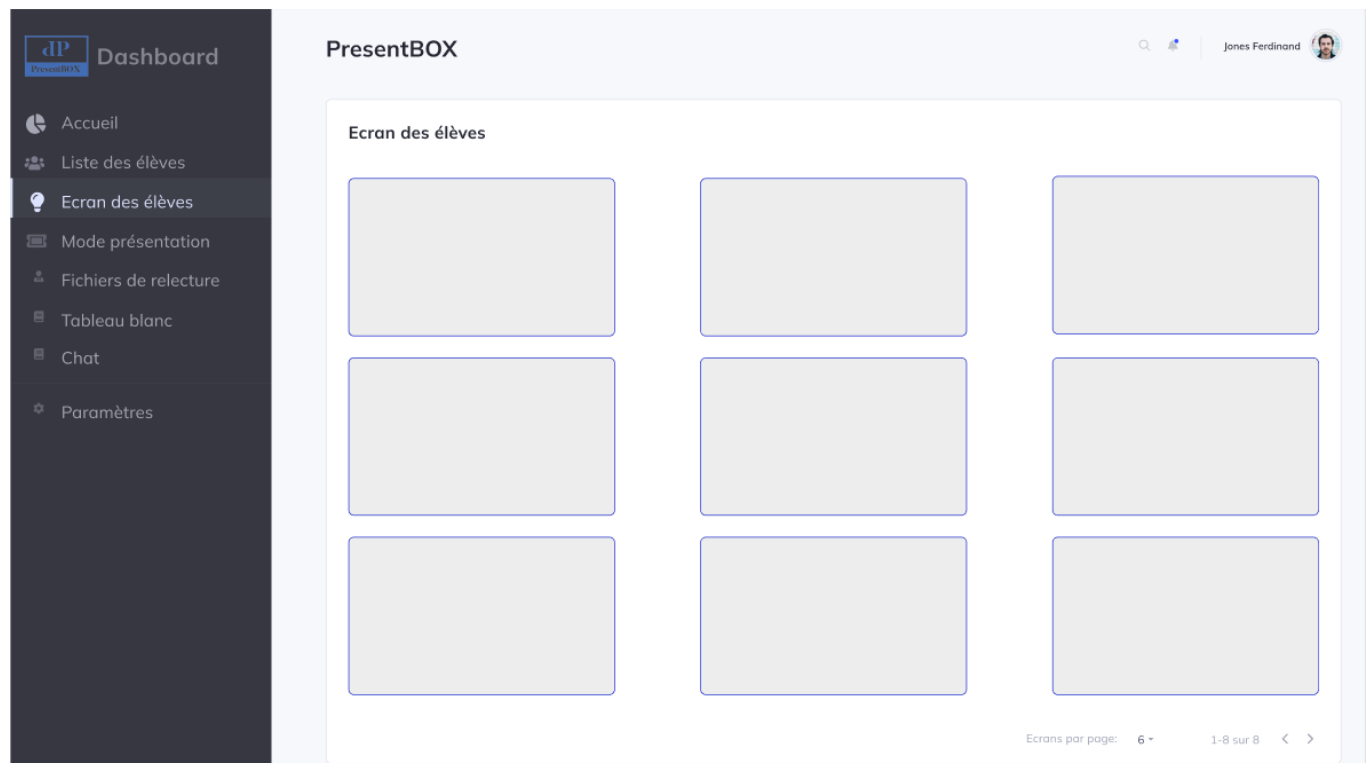 dP
PresentBOX
Dashboard
Accueil
Liste des élèves
Ecran des élèves
Mode présentation
Fichiers de relecture
Tableau blanc
Chat
Paramètres
PresentBOX
Jones Ferdinand
Ecran des élèves
Ecrans par page: 6 1-8 sur 8